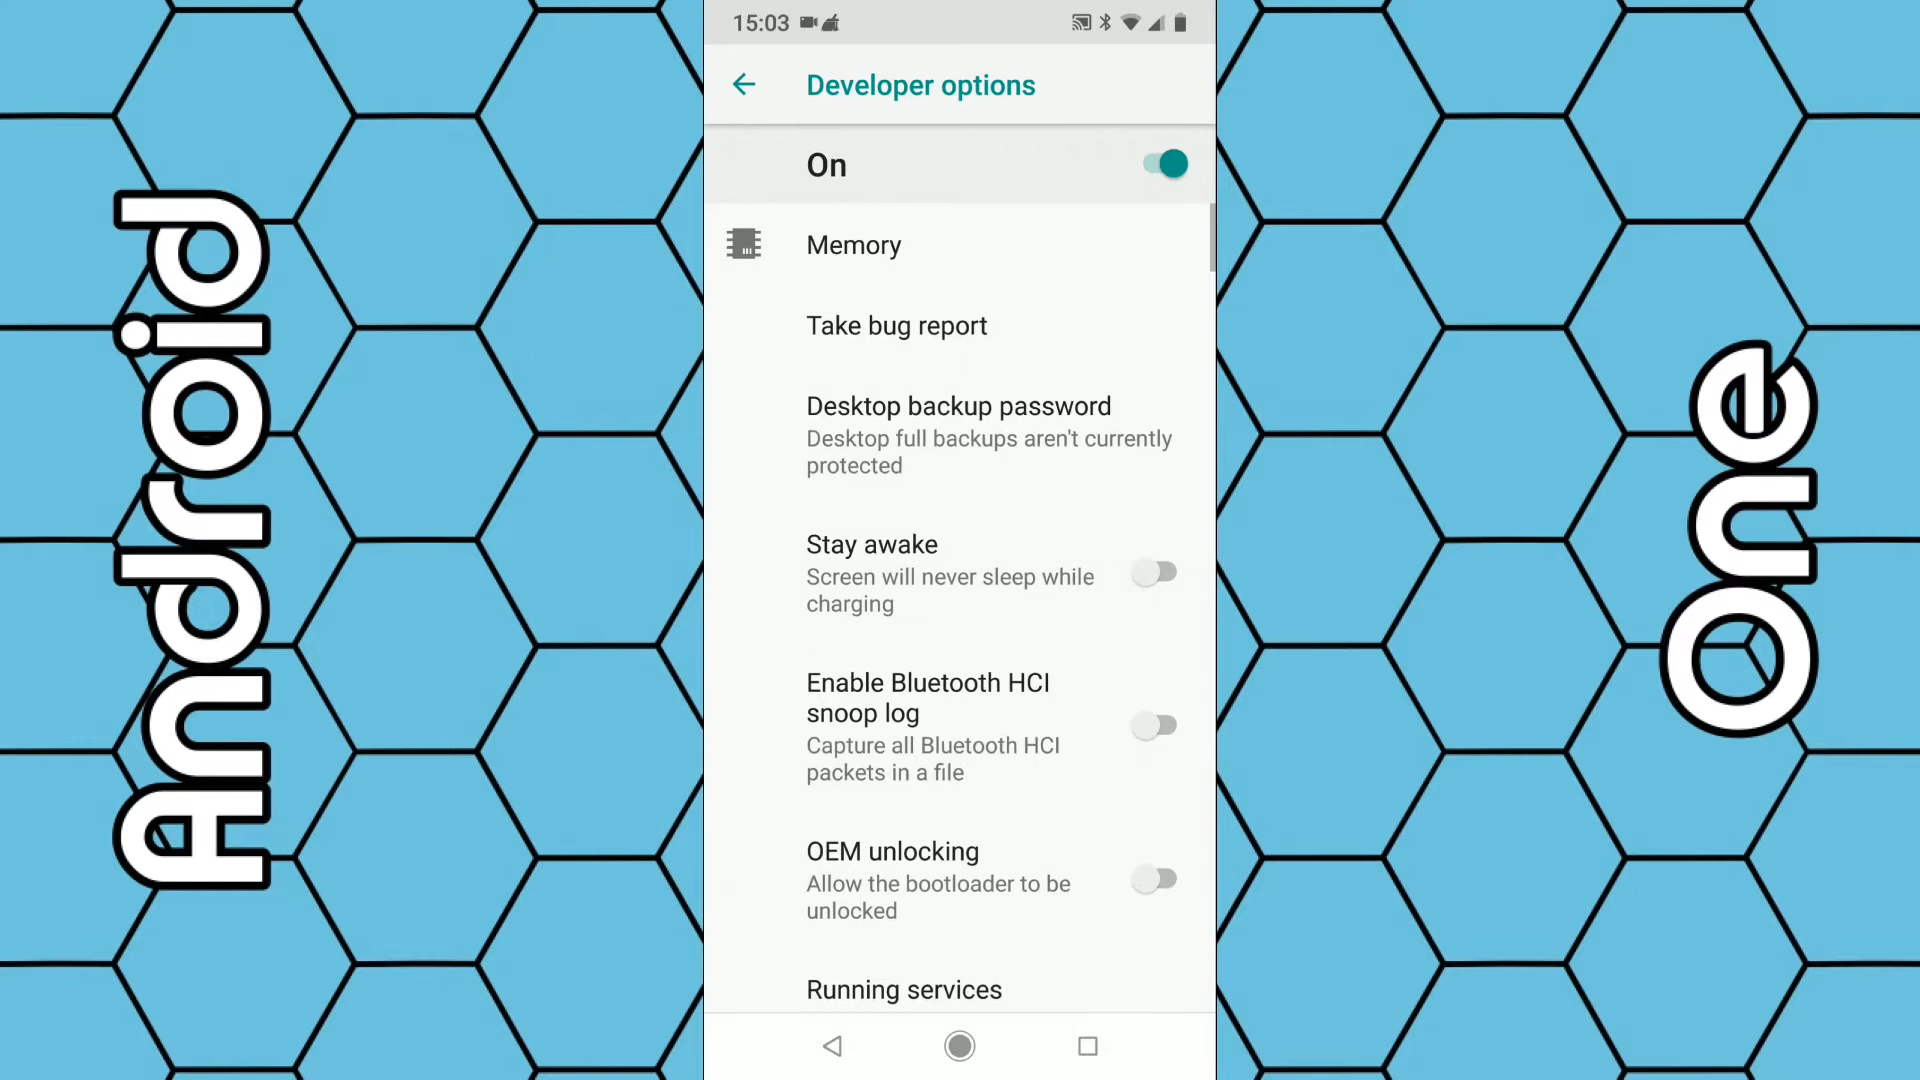 Android
15:03
Developer options
On
Memory
Take bug report
Desktop backup password
Desktop full backups aren't currently
protected
Stay awake
Screen will never sleep while
charging
Enable Bluetooth HCI
snoop log
Capture all Bluetooth HCI
packets in a file
OEM unlocking
Allow the bootloader to be
unlocked
Running services
One